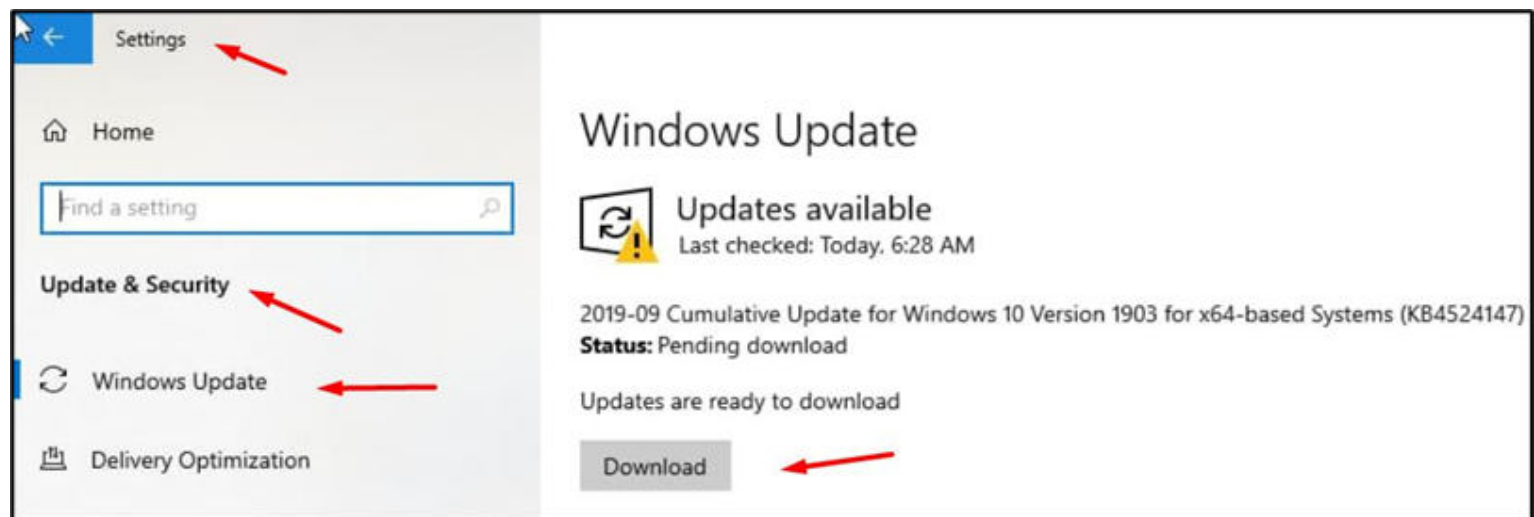 Settings
Home
Find a setting
Update & Security
Windows Update
Delivery Optimization
Windows Update
Updates available
Last checked: Today, 6:28 AM
2019-09 Cumulative Update for Windows 10 Version 1903 for x64-based Systems (KB4524147)
Status: Pending download
Updates are ready to download
Download